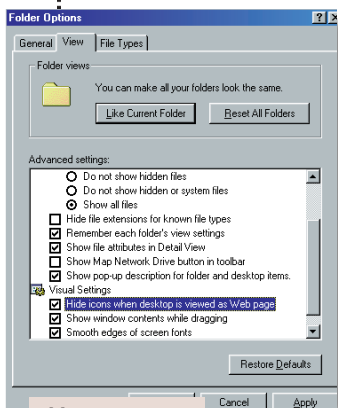 Folder Options
General View File Types
Folder views
You can make all your folders look the same.
Like Current Folder Reset All Folders
Advanced settings:
Do not show hidden files
Do not show hidden or system files
Show all files
Hide file extensions for known file types
Remember each folder's view settings
Show file attributes in Detail View
Show Map Network Drive button in toolbar
Show pop-up description for folder and desktop items.
Visual Settings
Hide icons when desktop is viewed as Web page
Show window contents while dragging
Smooth edges of screen fonts
Restore Defaults
Cancel Apply